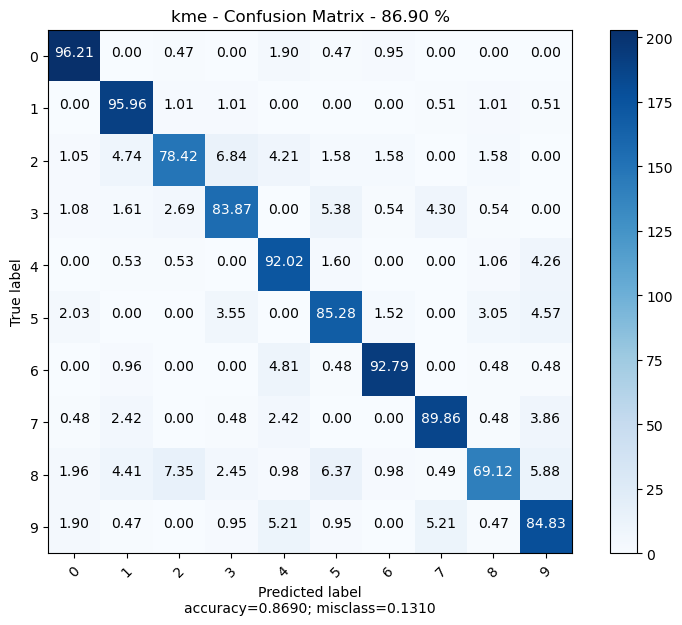 kme - Confusion Matrix - 86.90 %
0 96.21 0.00 0.47 0.00 1.90 0.47 0.95 0.00 0.00 0.00
1 0.00 95.96 1.01 1.01 0.00 0.00 0.00 0.51 1.01 0.51
2 1.05 4.74 78.42 6.84 4.21 1.58 1.58 0.00 1.58 0.00
3 1.08 1.61 2.69 83.87 0.00 5.38 0.54 4.30 0.54 0.00
4 0.00 0.53 0.53 0.00 92.02 1.60 0.00 0.00 1.06 4.26
5 2.03 0.00 0.00 3.55 0.00 85.28 1.52 0.00 3.05 4.57
6 0.00 0.96 0.00 0.00 4.81 0.48 92.79 0.00 0.48 0.48
7 0.48 2.42 0.00 0.48 2.42 0.00 0.00 89.86 0.48 3.86
8 1.96 4.41 7.35 2.45 0.98 6.37 0.98 0.49 69.12 5.88
9 1.90 0.47 0.00 0.95 5.21 0.95 0.00 5.21 0.47 84.83
0 1 2 3 4 5 6 7 8 9
True label
Predicted label
accuracy=0.8690; misclass=0.1310
200
175
150
125
100
75
50
25
0